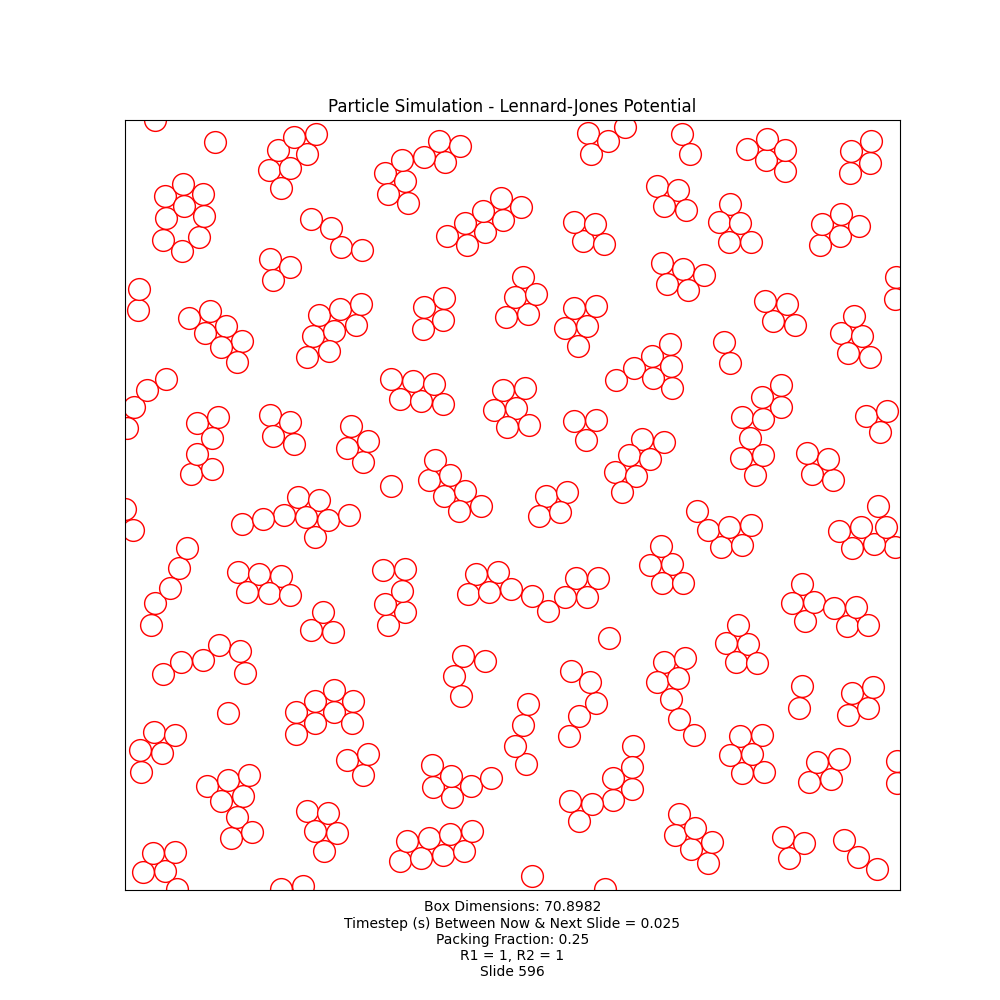 Particle Simulation - Lennard-Jones Potential
Box Dimensions: 70.8982
Timestep (s) Between Now & Next Slide = 0.025
Packing Fraction: 0.25
R1 = 1, R2 = 1
Slide 596